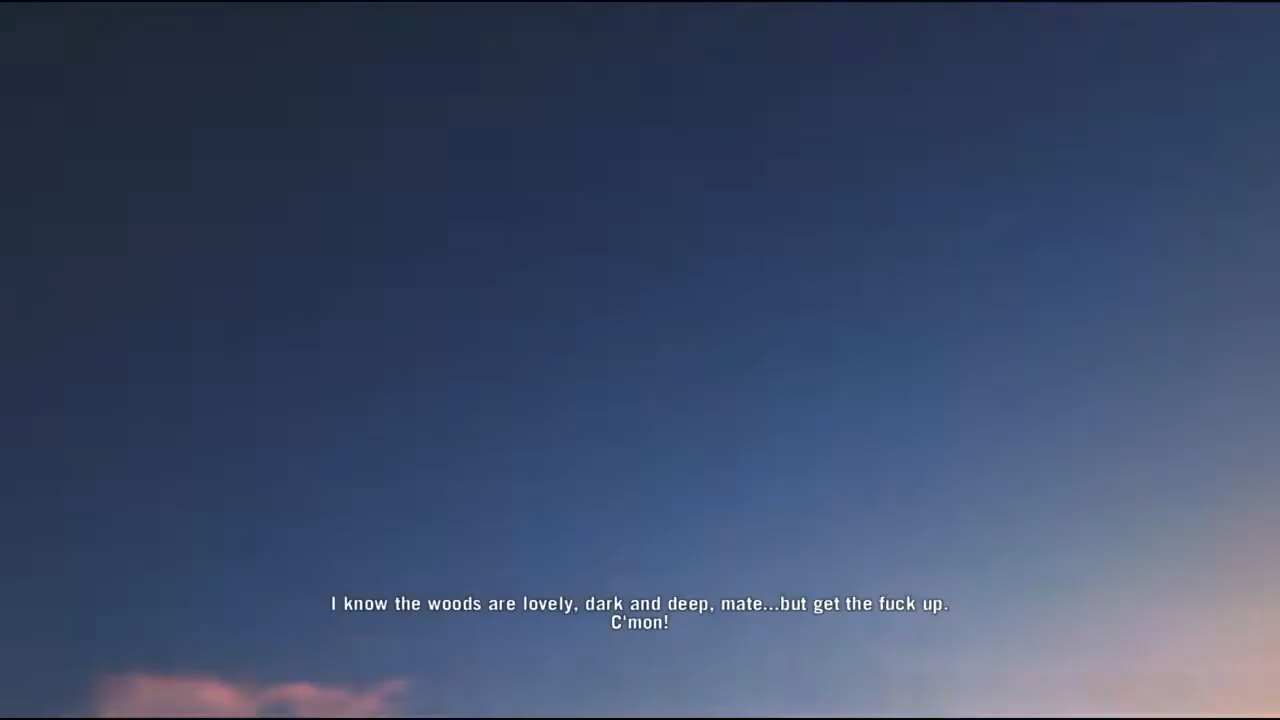 I know the woods are lovely, dark and deep, mate...but get the fuck up.
C'mon!